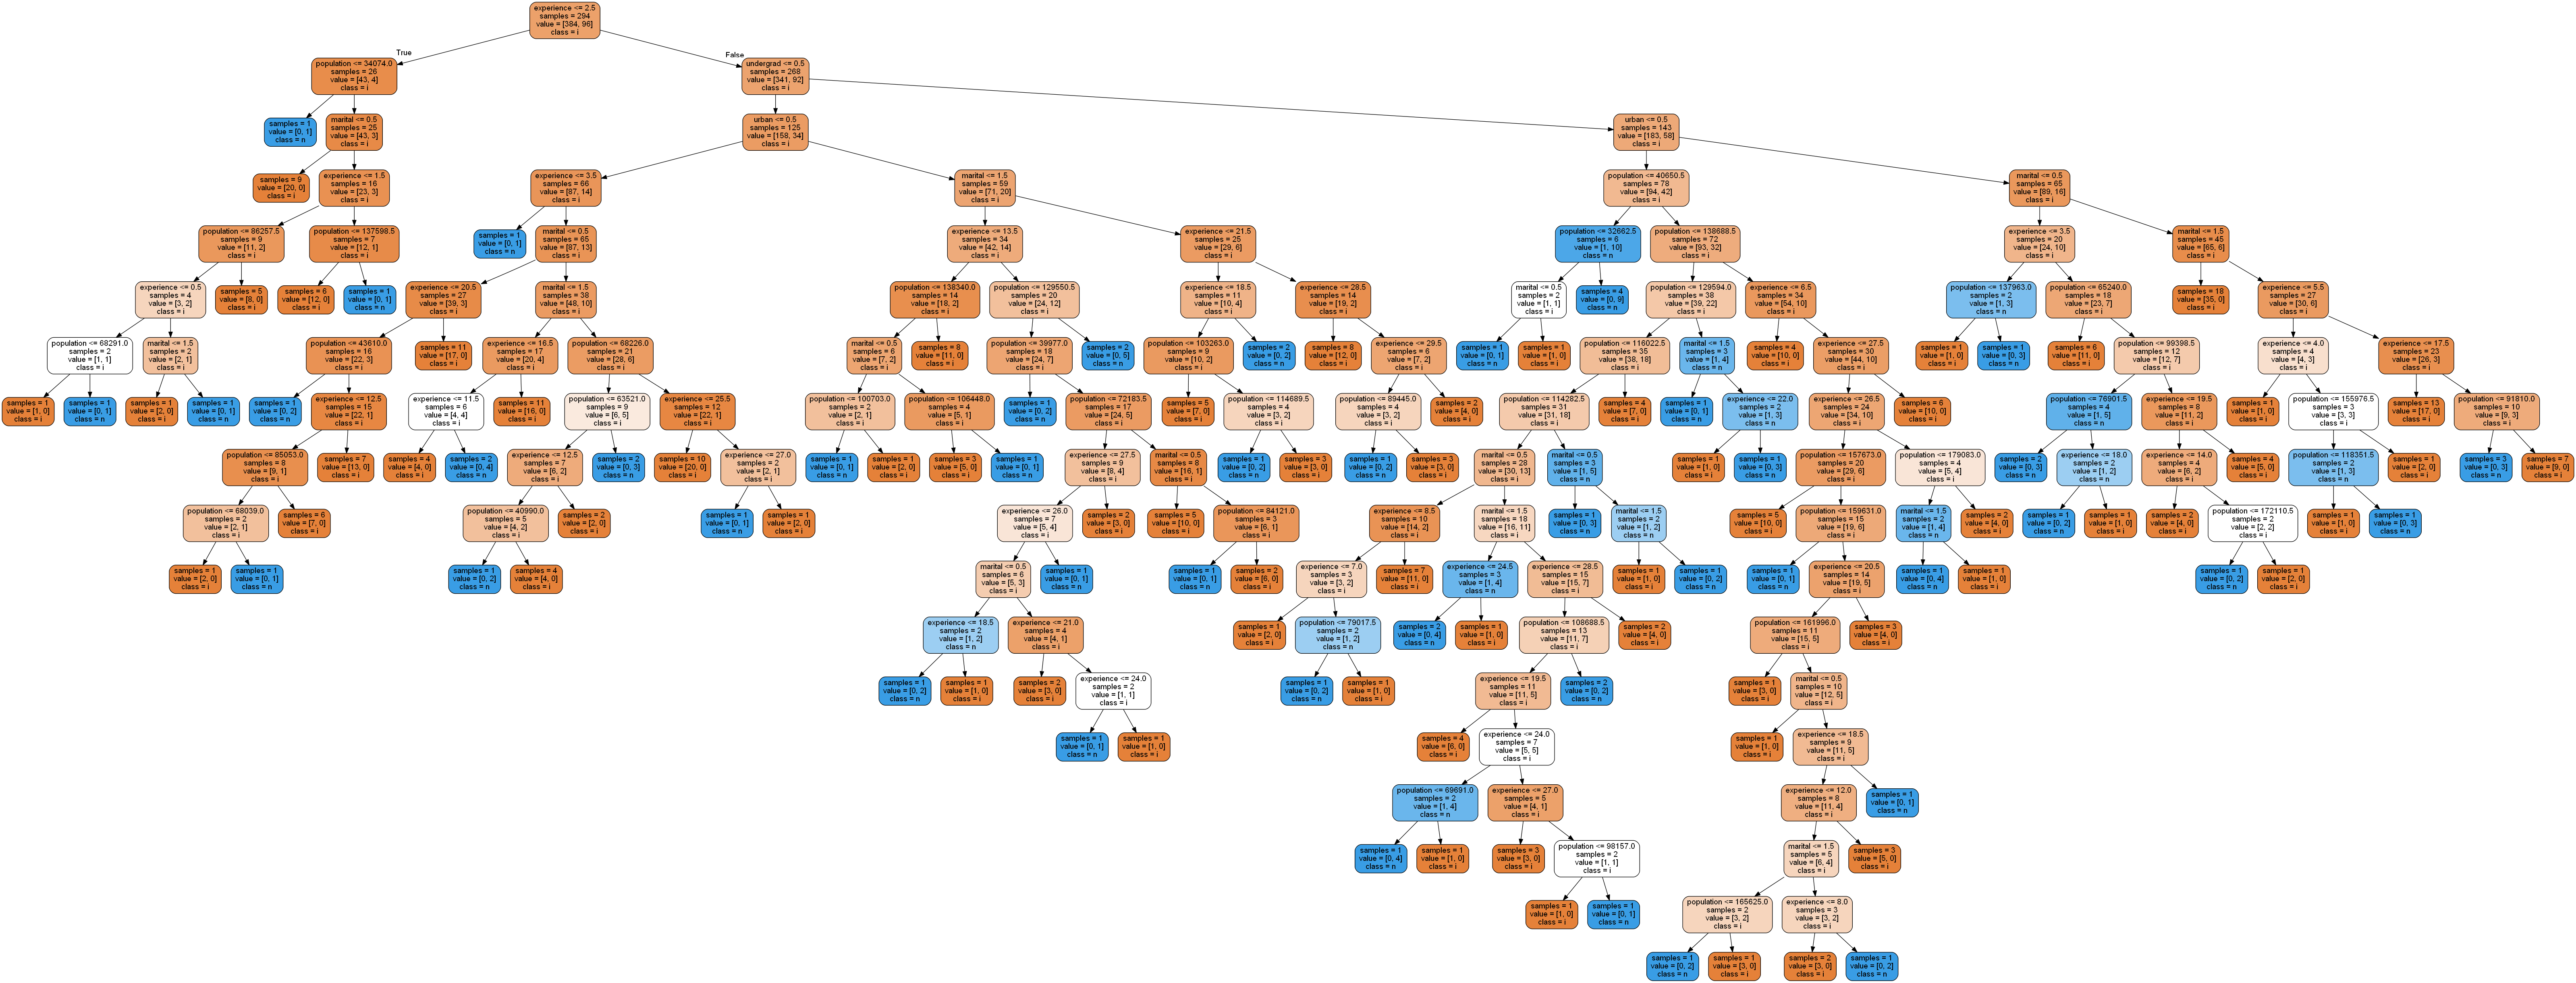 experience <= 2.5
samples = 294
value = [384, 96]
class = i
True
False
population <= 34074.0
samples = 26
value = [43, 4]
class = i
undergrad <= 0.5
samples = 268
value = [341, 92]
class = i
samples = 1
value = [0, 1]
class = n
marital <= 0.5
samples = 25
value = [43, 3]
class = i
urban <= 0.5
samples = 125
value = [158, 34]
class = i
urban <= 0.5
samples = 143
value = [183, 58]
class = i
samples = 9
value = [20, 0]
class = i
experience <= 1.5
samples = 16
value = [23, 3]
class = i
experience <= 3.5
samples = 66
value = [87, 14]
class = i
marital <= 1.5
samples = 59
value = [71, 20]
class = i
population <= 40650.5
samples = 78
value = [94, 42]
class = i
marital <= 0.5
samples = 65
value = [89, 16]
class = i
population <= 86257.5
samples = 9
value = [11, 2]
class = i
population <= 137598.5
samples = 7
value = [12, 1]
class = i
samples = 1
value = [0, 1]
class = n
marital <= 0.5
samples = 65
value = [87, 13]
class = i
experience <= 13.5
samples = 34
value = [42, 14]
class = i
experience <= 21.5
samples = 25
value = [29, 6]
class = i
population <= 32662.5
samples = 6
value = [1, 10]
class = n
population <= 138688.5
samples = 72
value = [93, 32]
class = i
experience <= 3.5
samples = 20
value = [24, 10]
class = i
marital <= 1.5
samples = 45
value = [65, 6]
class = i
experience <= 0.5
samples = 4
value = [3, 2]
class = i
samples = 5
value = [8, 0]
class = i
samples = 6
value = [12, 0]
class = i
samples = 1
value = [0, 1]
class = n
experience <= 20.5
samples = 27
value = [39, 3]
class = i
marital <= 1.5
samples = 38
value = [48, 10]
class = i
population <= 138340.0
samples = 14
value = [18, 2]
class = i
population <= 129550.5
samples = 20
value = [24, 12]
class = i
experience <= 18.5
samples = 11
value = [10, 4]
class = i
experience <= 28.5
samples = 14
value = [19, 2]
class = i
marital <= 0.5
samples = 2
value = [1, 1]
class = i
samples = 4
value = [0, 9]
class = n
population <= 129594.0
samples = 38
value = [39, 22]
class = i
experience <= 6.5
samples = 34
value = [54, 10]
class = i
population <= 137963.0
samples = 2
value = [1, 3]
class = n
population <= 65240.0
samples = 18
value = [23, 7]
class = i
samples = 18
value = [35, 0]
class = i
experience <= 5.5
samples = 27
value = [30, 6]
class = i
population <= 68291.0
samples = 2
value = [1, 1]
class = i
marital <= 1.5
samples = 2
value = [2, 1]
class = i
population <= 43610.0
samples = 16
value = [22, 3]
class = i
samples = 11
value = [17, 0]
class = i
experience <= 16.5
samples = 17
value = [20, 4]
class = i
population <= 68226.0
samples = 21
value = [28, 6]
class = i
marital <= 0.5
samples = 6
value = [7, 2]
class = i
samples = 8
value = [11, 0]
class = i
population <= 39977.0
samples = 18
value = [24, 7]
class = i
samples = 2
value = [0, 5]
class = n
population <= 103263.0
samples = 9
value = [10, 2]
class = i
samples = 2
value = [0, 2]
class = n
samples = 8
value = [12, 0]
class = i
experience <= 29.5
samples = 6
value = [7, 2]
class = i
samples = 1
value = [0, 1]
class = n
samples = 1
value = [1, 0]
class = i
population <= 116022.5
samples = 35
value = [38, 18]
class = i
marital <= 1.5
samples = 3
value = [1, 4]
class = n
samples = 4
value = [10, 0]
class = i
experience <= 27.5
samples = 30
value = [44, 10]
class = i
samples = 1
value = [1, 0]
class = i
samples = 1
value = [0, 3]
class = n
samples = 6
value = [11, 0]
class = i
population <= 99398.5
samples = 12
value = [12, 7]
class = i
experience <= 4.0
samples = 4
value = [4, 3]
class = i
experience <= 17.5
samples = 23
value = [26, 3]
class = i
samples = 1
value = [1, 0]
class = i
samples = 1
value = [0, 1]
class = n
samples = 1
value = [2, 0]
class = i
samples = 1
value = [0, 1]
class = n
samples = 1
value = [0, 2]
class = n
experience <= 12.5
samples = 15
value = [22, 1]
class = i
experience <= 11.5
samples = 6
value = [4, 4]
class = i
samples = 11
value = [16, 0]
class = i
population <= 63521.0
samples = 9
value = [6, 5]
class = i
experience <= 25.5
samples = 12
value = [22, 1]
class = i
population <= 100703.0
samples = 2
value = [2, 1]
class = i
population <= 106448.0
samples = 4
value = [5, 1]
class = i
samples = 1
value = [0, 2]
class = n
population <= 72183.5
samples = 17
value = [24, 5]
class = i
samples = 5
value = [7, 0]
class = i
population <= 114689.5
samples = 4
value = [3, 2]
class = i
population <= 89445.0
samples = 4
value = [3, 2]
class = i
samples = 2
value = [4, 0]
class = i
population <= 114282.5
samples = 31
value = [31, 18]
class = i
samples = 4
value = [7, 0]
class = i
samples = 1
value = [0, 1]
class = n
experience <= 22.0
samples = 2
value = [1, 3]
class = n
experience <= 26.5
samples = 24
value = [34, 10]
class = i
samples = 6
value = [10, 0]
class = i
population <= 76901.5
samples = 4
value = [1, 5]
class = n
experience <= 19.5
samples = 8
value = [11, 2]
class = i
samples = 1
value = [1, 0]
class = i
population <= 155976.5
samples = 3
value = [3, 3]
class = i
samples = 13
value = [17, 0]
class = i
population <= 91810.0
samples = 10
value = [9, 3]
class = i
population <= 85053.0
samples = 8
value = [9, 1]
class = i
samples = 7
value = [13, 0]
class = i
samples = 4
value = [4, 0]
class = i
samples = 2
value = [0, 4]
class = n
experience <= 12.5
samples = 7
value = [6, 2]
class = i
samples = 2
value = [0, 3]
class = n
samples = 10
value = [20, 0]
class = i
experience <= 27.0
samples = 2
value = [2, 1]
class = i
samples = 1
value = [0, 1]
class = n
samples = 1
value = [2, 0]
class = i
samples = 3
value = [5, 0]
class = i
samples = 1
value = [0, 1]
class = n
experience <= 27.5
samples = 9
value = [8, 4]
class = i
marital <= 0.5
samples = 8
value = [16, 1]
class = i
samples = 1
value = [0, 2]
class = n
samples = 3
value = [3, 0]
class = i
samples = 1
value = [0, 2]
class = n
samples = 3
value = [3, 0]
class = i
marital <= 0.5
samples = 28
value = [30, 13]
class = i
marital <= 0.5
samples = 3
value = [1, 5]
class = n
samples = 1
value = [1, 0]
class = i
samples = 1
value = [0, 3]
class = n
population <= 157673.0
samples = 20
value = [29, 6]
class = i
population <= 179083.0
samples = 4
value = [5, 4]
class = i
samples = 2
value = [0, 3]
class = n
experience <= 18.0
samples = 2
value = [1, 2]
class = n
experience <= 14.0
samples = 4
value = [6, 2]
class = i
samples = 4
value = [5, 0]
class = i
population <= 118351.5
samples = 2
value = [1, 3]
class = n
samples = 1
value = [2, 0]
class = i
samples = 3
value = [0, 3]
class = n
samples = 7
value = [9, 0]
class = i
population <= 68039.0
samples = 2
value = [2, 1]
class = i
samples = 6
value = [7, 0]
class = i
population <= 40990.0
samples = 5
value = [4, 2]
class = i
samples = 2
value = [2, 0]
class = i
samples = 1
value = [0, 1]
class = n
samples = 1
value = [2, 0]
class = i
experience <= 26.0
samples = 7
value = [5, 4]
class = i
samples = 2
value = [3, 0]
class = i
samples = 5
value = [10, 0]
class = i
population <= 84121.0
samples = 3
value = [6, 1]
class = i
experience <= 8.5
samples = 10
value = [14, 2]
class = i
marital <= 1.5
samples = 18
value = [16, 11]
class = i
samples = 1
value = [0, 3]
class = n
marital <= 1.5
samples = 2
value = [1, 2]
class = n
samples = 5
value = [10, 0]
class = i
population <= 159631.0
samples = 15
value = [19, 6]
class = i
marital <= 1.5
samples = 2
value = [1, 4]
class = n
samples = 2
value = [4, 0]
class = i
samples = 1
value = [0, 2]
class = n
samples = 1
value = [1, 0]
class = i
samples = 2
value = [4, 0]
class = i
population <= 172110.5
samples = 2
value = [2, 2]
class = i
samples = 1
value = [1, 0]
class = i
samples = 1
value = [0, 3]
class = n
samples = 1
value = [2, 0]
class = i
samples = 1
value = [0, 1]
class = n
samples = 1
value = [0, 2]
class = n
samples = 4
value = [4, 0]
class = i
marital <= 0.5
samples = 6
value = [5, 3]
class = i
samples = 1
value = [0, 1]
class = n
samples = 1
value = [0, 1]
class = n
samples = 2
value = [6, 0]
class = i
experience <= 7.0
samples = 3
value = [3, 2]
class = i
samples = 7
value = [11, 0]
class = i
experience <= 24.5
samples = 3
value = [1, 4]
class = n
experience <= 28.5
samples = 15
value = [15, 7]
class = i
samples = 1
value = [1, 0]
class = i
samples = 1
value = [0, 2]
class = n
samples = 1
value = [0, 1]
class = n
experience <= 20.5
samples = 14
value = [19, 5]
class = i
samples = 1
value = [0, 4]
class = n
samples = 1
value = [1, 0]
class = i
samples = 1
value = [0, 2]
class = n
samples = 1
value = [2, 0]
class = i
experience <= 18.5
samples = 2
value = [1, 2]
class = n
experience <= 21.0
samples = 4
value = [4, 1]
class = i
samples = 1
value = [2, 0]
class = i
population <= 79017.5
samples = 2
value = [1, 2]
class = n
samples = 2
value = [0, 4]
class = n
samples = 1
value = [1, 0]
class = i
population <= 108688.5
samples = 13
value = [11, 7]
class = i
samples = 2
value = [4, 0]
class = i
population <= 161996.0
samples = 11
value = [15, 5]
class = i
samples = 3
value = [4, 0]
class = i
samples = 1
value = [0, 2]
class = n
samples = 1
value = [1, 0]
class = i
samples = 2
value = [3, 0]
class = i
experience <= 24.0
samples = 2
value = [1, 1]
class = i
samples = 1
value = [0, 2]
class = n
samples = 1
value = [1, 0]
class = i
experience <= 19.5
samples = 11
value = [11, 5]
class = i
samples = 2
value = [0, 2]
class = n
samples = 1
value = [3, 0]
class = i
marital <= 0.5
samples = 10
value = [12, 5]
class = i
samples = 1
value = [0, 1]
class = n
samples = 1
value = [1, 0]
class = i
samples = 4
value = [6, 0]
class = i
experience <= 24.0
samples = 7
value = [5, 5]
class = i
samples = 1
value = [1, 0]
class = i
experience <= 18.5
samples = 9
value = [11, 5]
class = i
population <= 69691.0
samples = 2
value = [1, 4]
class = n
experience <= 27.0
samples = 5
value = [4, 1]
class = i
experience <= 12.0
samples = 8
value = [11, 4]
class = i
samples = 1
value = [0, 1]
class = n
samples = 1
value = [0, 4]
class = n
samples = 1
value = [1, 0]
class = i
samples = 3
value = [3, 0]
class = i
population <= 98157.0
samples = 2
value = [1, 1]
class = i
marital <= 1.5
samples = 5
value = [6, 4]
class = i
samples = 3
value = [5, 0]
class = i
samples = 1
value = [1, 0]
class = i
samples = 1
value = [0, 1]
class = n
population <= 165625.0
samples = 2
value = [3, 2]
class = i
experience <= 8.0
samples = 3
value = [3, 2]
class = i
samples = 1
value = [0, 2]
class = n
samples = 1
value = [3, 0]
class = i
samples = 2
value = [3, 0]
class = i
samples = 1
value = [0, 2]
class = n